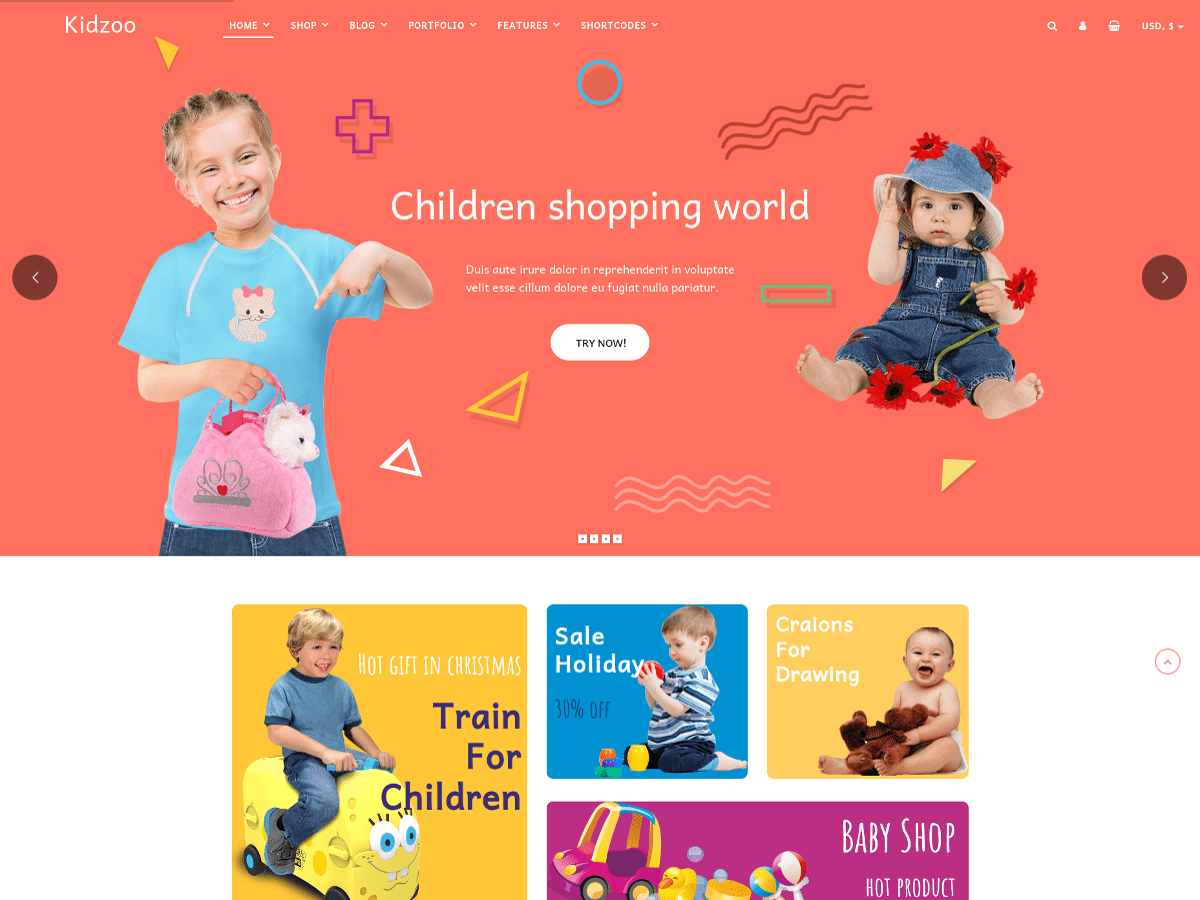 Kidzoo
HOME
SHOP
BLOG
PORTFOLIO
FEATURES
SHORTCODES
USD, $
Children shopping world
Duis aute irure dolor in reprehenderit in voluptate
velit esse cillum dolore eu fugiat nulla pariatur.
TRY NOW!
Hot gift in christmas
Train
For
Children
Sale
Holiday
30% off
Craions
For
Drawing
Baby Shop
hot product